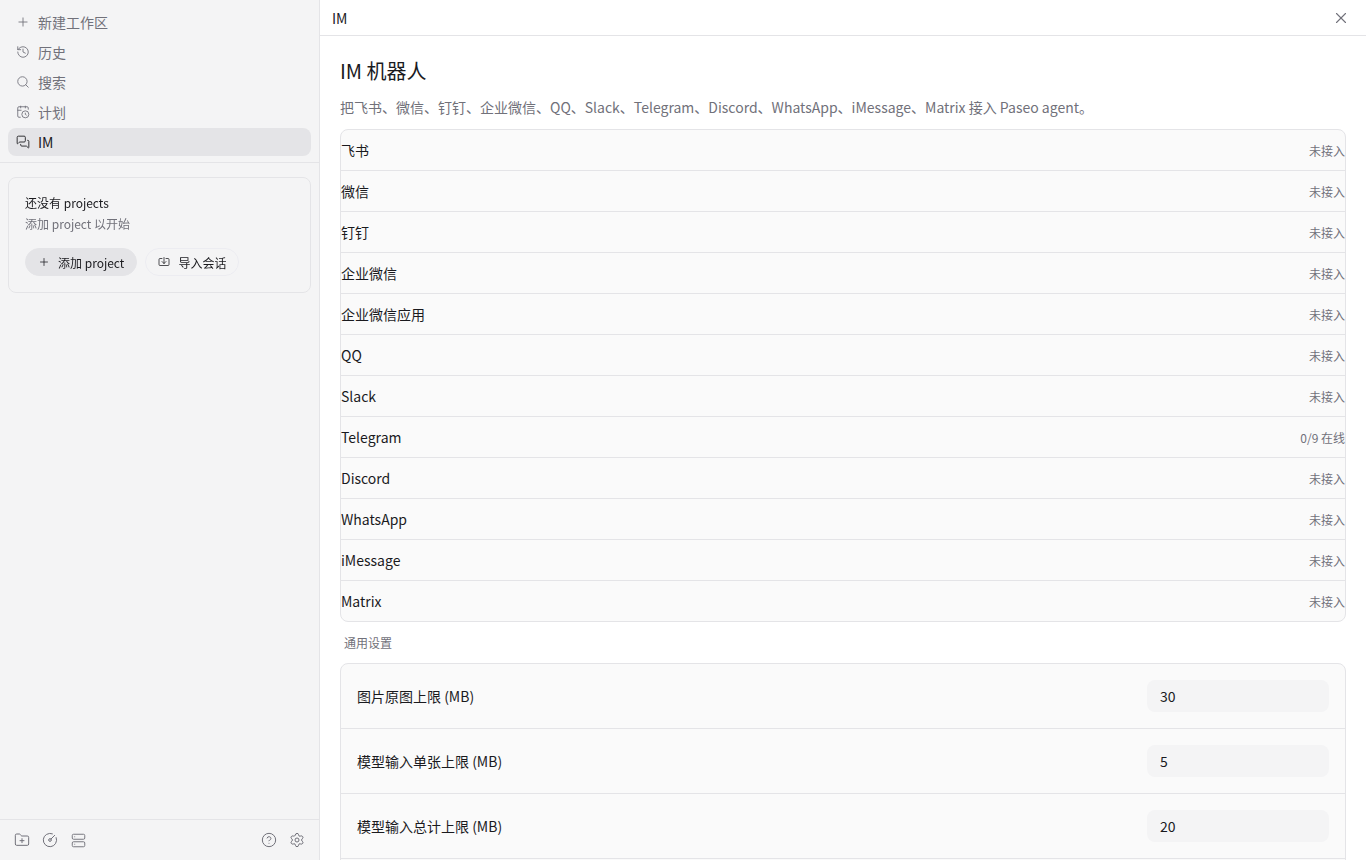 新建工作区
历史
搜索
计划
IM
还没有 projects
添加 project 以开始
添加 project
导入会话
IM
IM 机器人
把飞书、微信、钉钉、企业微信、QQ、Slack、Telegram、Discord、WhatsApp、iMessage、Matrix 接入 Paseo agent。
飞书 未接入
微信 未接入
钉钉 未接入
企业微信 未接入
企业微信应用 未接入
QQ 未接入
Slack 未接入
Telegram 0/9 在线
Discord 未接入
WhatsApp 未接入
iMessage 未接入
Matrix 未接入
通用设置
图片原图上限 (MB) 30
模型输入单张上限 (MB) 5
模型输入总计上限 (MB) 20